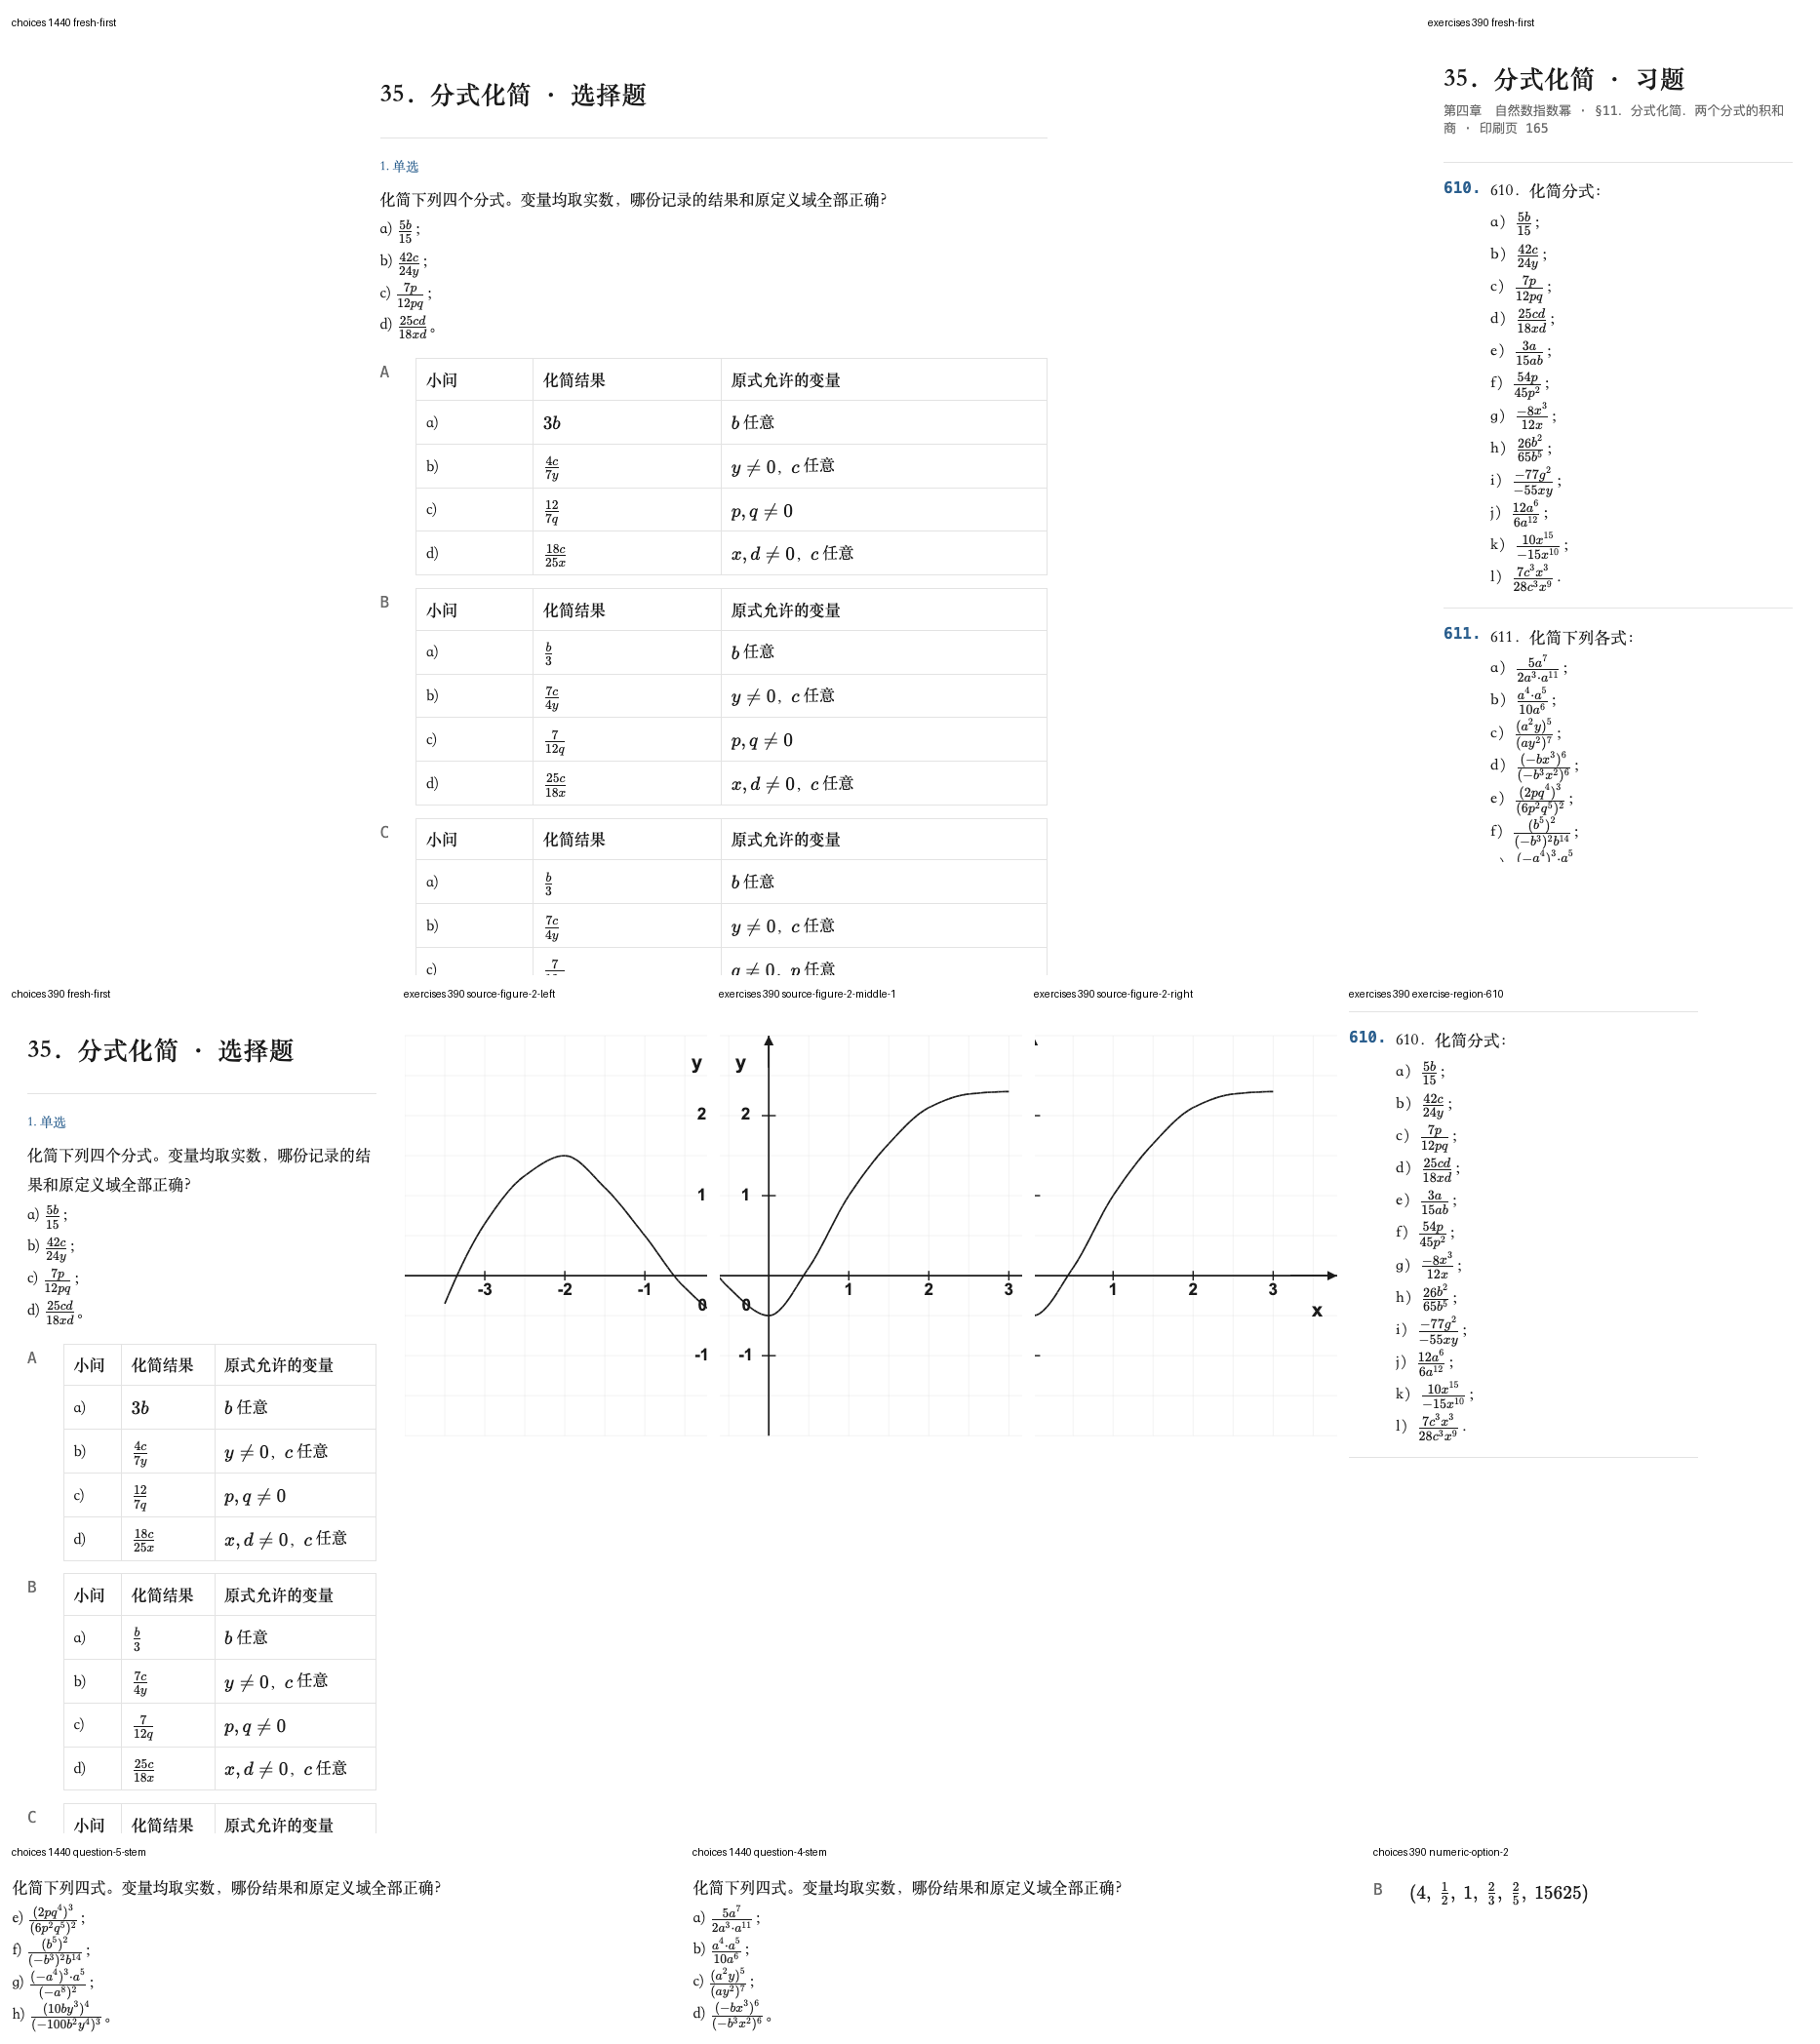 choices 1440 fresh-first
35. 分式化简 · 选择题
1. 单选
化简下列四个分式。变量均取实数，哪份记录的结果和原定义域全部正确?
a) 5b/15 ;
b) 42c/24y ;
c) 7p/12pq ;
d) 25cd/18xd 。
A
小问 化简结果 原式允许的变量
a) 3b b 任意
b) 4c/7y y ≠ 0, c 任意
c) 12/7q p, q ≠ 0
d) 18c/25x x, d ≠ 0, c 任意
B
小问 化简结果 原式允许的变量
a) b/3 b 任意
b) 7c/4y y ≠ 0, c 任意
c) 7/12q p, q ≠ 0
d) 25c/18x x, d ≠ 0, c 任意
C
小问 化简结果 原式允许的变量
a) b/3 b 任意
b) 7c/4y y ≠ 0, c 任意
c) 7 q ≠ 0, p 任意
exercises 390 fresh-first
35. 分式化简 · 习题
第四章 自然数指数幂 · §11. 分式化简. 两个分式的积和
商 · 印刷页 165
610. 610. 化简分式:
a) 5b/15 ;
b) 42c/24y ;
c) 7p/12pq ;
d) 25cd/18xd ;
e) 3a/15ab ;
f) 54p/45p² ;
g) −8x³/12x ;
h) 26b²/65b⁵ ;
i) −77g²/−55xy ;
j) 12a⁶/6a¹² ;
k) 10x¹⁵/−15x¹⁰ ;
l) 7c³x³/28c³x⁹ .
611. 611. 化简下列各式:
a) 5a⁷/2a³·a¹¹ ;
b) a⁴·a⁵/10a⁶ ;
c) (a²y)⁵/(ay²)⁷ ;
d) (−bx³)⁶/(−b³x²)⁶ ;
e) (2pq⁴)³/(6p²q⁵)² ;
f) (b⁵)²/(−b³)²b¹⁴ ;
(−a⁴)³·a⁵
choices 390 fresh-first
35. 分式化简 · 选择题
1. 单选
化简下列四个分式。变量均取实数，哪份记录的结
果和原定义域全部正确?
a) 5b/15 ;
b) 42c/24y ;
c) 7p/12pq ;
d) 25cd/18xd 。
A
小问 化简结果 原式允许的变量
a) 3b b 任意
b) 4c/7y y ≠ 0, c 任意
c) 12/7q p, q ≠ 0
d) 18c/25x x, d ≠ 0, c 任意
B
小问 化简结果 原式允许的变量
a) b/3 b 任意
b) 7c/4y y ≠ 0, c 任意
c) 7/12q p, q ≠ 0
d) 25c/18x x, d ≠ 0, c 任意
C
小问 化简结果 原式允许的变量
exercises 390 source-figure-2-left
y
2
1
-3 -2 -1 0
-1
exercises 390 source-figure-2-middle-1
y
2
1
0 1 2 3
-1
exercises 390 source-figure-2-right
1 2 3
x
exercises 390 exercise-region-610
610. 610. 化简分式:
a) 5b/15 ;
b) 42c/24y ;
c) 7p/12pq ;
d) 25cd/18xd ;
e) 3a/15ab ;
f) 54p/45p² ;
g) −8x³/12x ;
h) 26b²/65b⁵ ;
i) −77g²/−55xy ;
j) 12a⁶/6a¹² ;
k) 10x¹⁵/−15x¹⁰ ;
l) 7c³x³/28c³x⁹ .
choices 1440 question-5-stem
化简下列四式。变量均取实数，哪份结果和原定义域全部正确?
e) (2pq⁴)³/(6p²q⁵)² ;
f) (b⁵)²/(−b³)²b¹⁴ ;
g) (−a⁴)³·a⁵/(−a⁸)² ;
h) (10by³)⁴/(−100b²y⁴)³ 。
choices 1440 question-4-stem
化简下列四式。变量均取实数，哪份结果和原定义域全部正确?
a) 5a⁷/2a³·a¹¹ ;
b) a⁴·a⁵/10a⁶ ;
c) (a²y)⁵/(ay²)⁷ ;
d) (−bx³)⁶/(−b³x²)⁶ 。
choices 390 numeric-option-2
B (4, 1/2, 1, 2/3, 2/5, 15625)